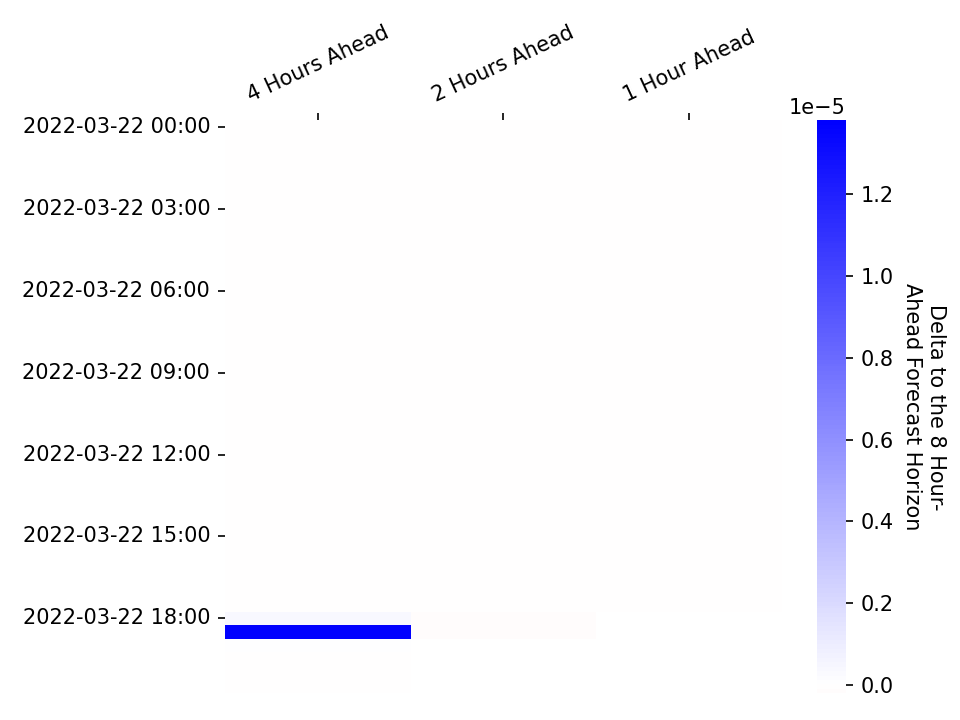 4 Hours Ahead
2 Hours Ahead
1 Hour Ahead
1e−5
2022-03-22 00:00
2022-03-22 03:00
2022-03-22 06:00
2022-03-22 09:00
2022-03-22 12:00
2022-03-22 15:00
2022-03-22 18:00
1.2
1.0
0.8
0.6
0.4
0.2
0.0
Delta to the 8 Hour-
Ahead Forecast Horizon